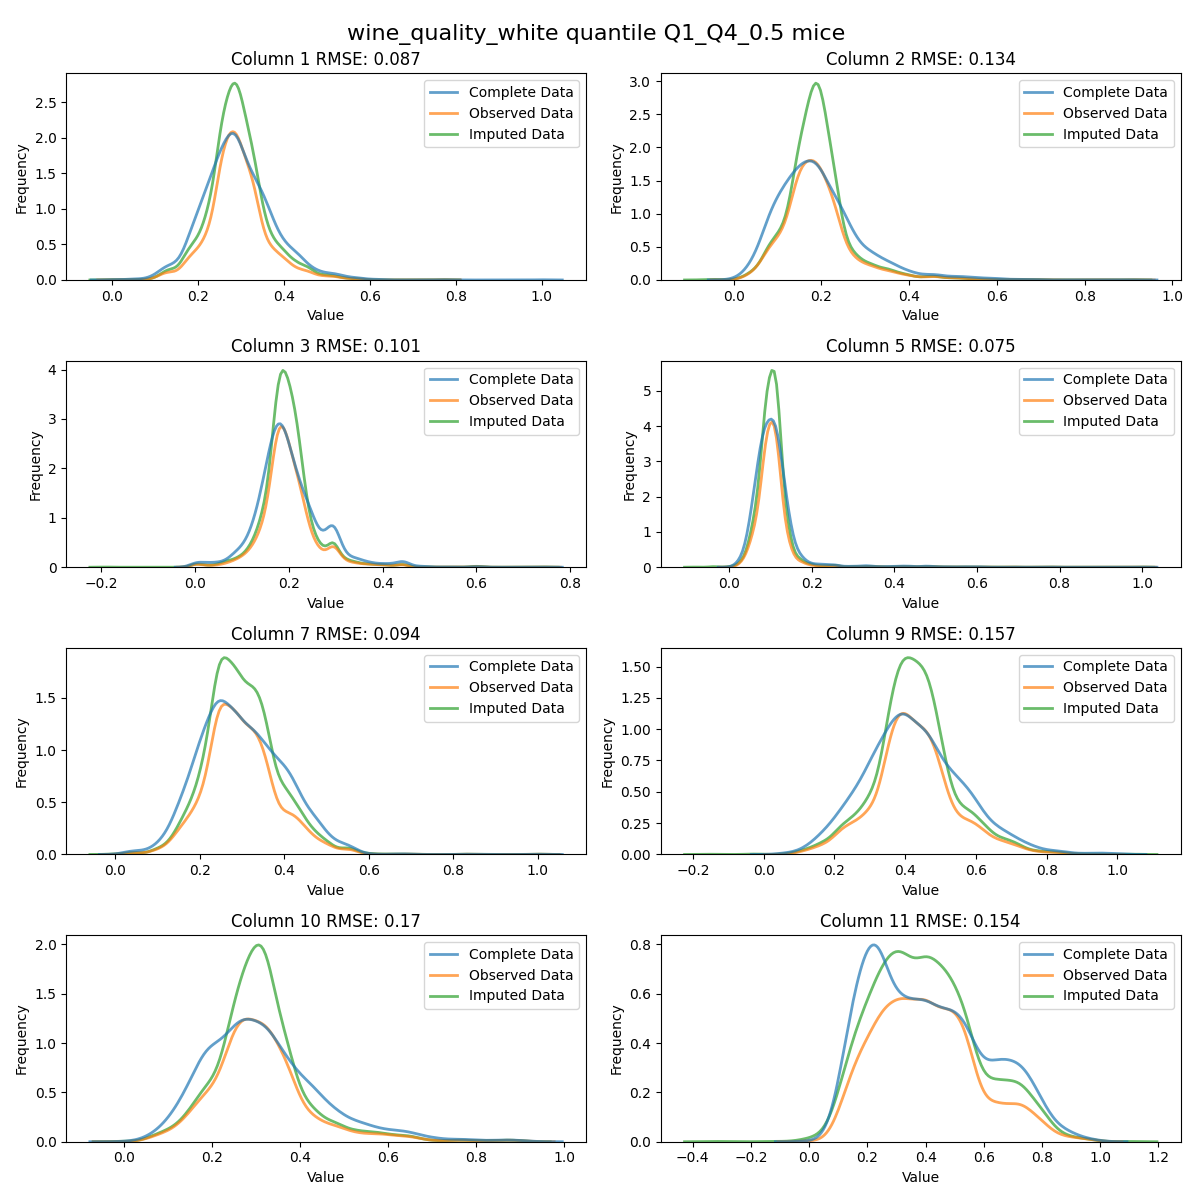 wine_quality_white quantile Q1_Q4_0.5 mice
Column 1 RMSE: 0.087
Frequency
2.5
2.0
1.5
1.0
0.5
0.0
Complete Data
Observed Data
Imputed Data
0.0 0.2 0.4 0.6 0.8 1.0
Value
Column 2 RMSE: 0.134
Frequency
3.0
2.5
2.0
1.5
1.0
0.5
0.0
Complete Data
Observed Data
Imputed Data
0.0 0.2 0.4 0.6 0.8 1.0
Value
Column 3 RMSE: 0.101
Frequency
4
3
2
1
0
Complete Data
Observed Data
Imputed Data
−0.2 0.0 0.2 0.4 0.6 0.8
Value
Column 5 RMSE: 0.075
Frequency
5
4
3
2
1
0
Complete Data
Observed Data
Imputed Data
0.0 0.2 0.4 0.6 0.8 1.0
Value
Column 7 RMSE: 0.094
Frequency
1.5
1.0
0.5
0.0
Complete Data
Observed Data
Imputed Data
0.0 0.2 0.4 0.6 0.8 1.0
Value
Column 9 RMSE: 0.157
Frequency
1.50
1.25
1.00
0.75
0.50
0.25
0.00
Complete Data
Observed Data
Imputed Data
−0.2 0.0 0.2 0.4 0.6 0.8 1.0
Value
Column 10 RMSE: 0.17
Frequency
2.0
1.5
1.0
0.5
0.0
Complete Data
Observed Data
Imputed Data
0.0 0.2 0.4 0.6 0.8 1.0
Value
Column 11 RMSE: 0.154
Frequency
0.8
0.6
0.4
0.2
0.0
Complete Data
Observed Data
Imputed Data
−0.4 −0.2 0.0 0.2 0.4 0.6 0.8 1.0 1.2
Value